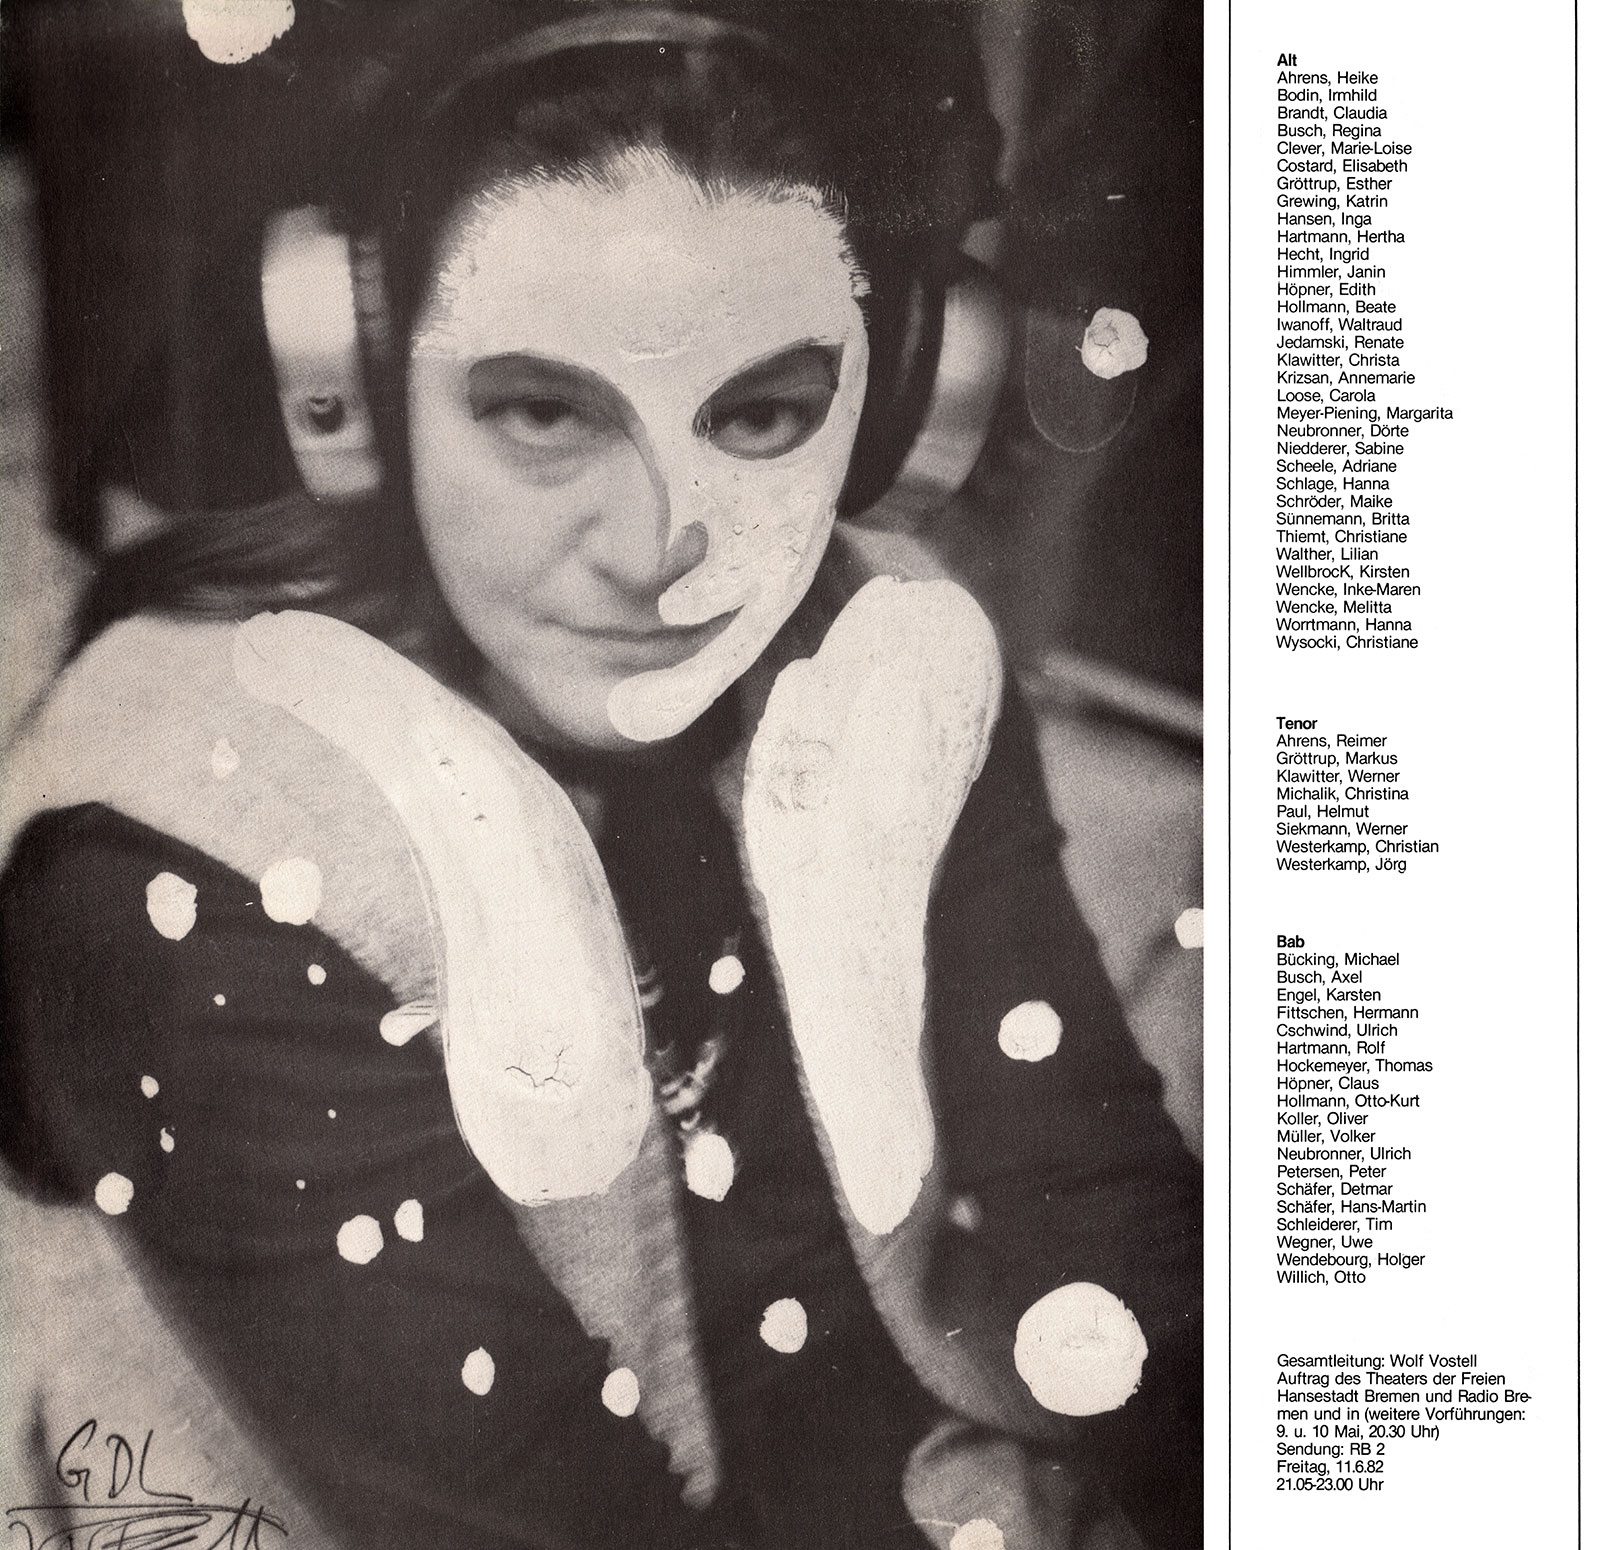 Alt
Ahrens, Heike
Bodin, Irmhild
Brandt, Claudia
Busch, Regina
Clever, Marie-Loise
Costard, Elisabeth
Gröttrup, Esther
Grewing, Katrin
Hansen, Inga
Hartmann, Hertha
Hecht, Ingrid
Himmler, Janin
Höpner, Edith
Hollmann, Beate
Iwanoff, Waltraud
Jedamski, Renate
Klawitter, Christa
Krizsan, Annemarie
Loose, Carola
Meyer-Piening, Margarita
Neubronner, Dörte
Niedderer, Sabine
Scheele, Adriane
Schlage, Hanna
Schröder, Maike
Sünnemann, Britta
Thiemt, Christiane
Walther, Lilian
WellbrocK, Kirsten
Wencke, Inke-Maren
Wencke, Melitta
Worrtmann, Hanna
Wysocki, Christiane
Tenor
Ahrens, Reimer
Gröttrup, Markus
Klawitter, Werner
Michalik, Christina
Paul, Helmut
Siekmann, Werner
Westerkamp, Christian
Westerkamp, Jörg
Bab
Bücking, Michael
Busch, Axel
Engel, Karsten
Fittschen, Hermann
Cschwind, Ulrich
Hartmann, Rolf
Hockemeyer, Thomas
Höpner, Claus
Hollmann, Otto-Kurt
Koller, Oliver
Müller, Volker
Neubronner, Ulrich
Petersen, Peter
Schäfer, Detmar
Schäfer, Hans-Martin
Schleiderer, Tim
Wegner, Uwe
Wendebourg, Holger
Willich, Otto
Gesamtleitung: Wolf Vostell
Auftrag des Theaters der Freien
Hansestadt Bremen und Radio Bre-
men und in (weitere Vorführungen:
9. u. 10 Mai, 20.30 Uhr)
Sendung: RB 2
Freitag, 11.6.82
21.05-23.00 Uhr
GDL